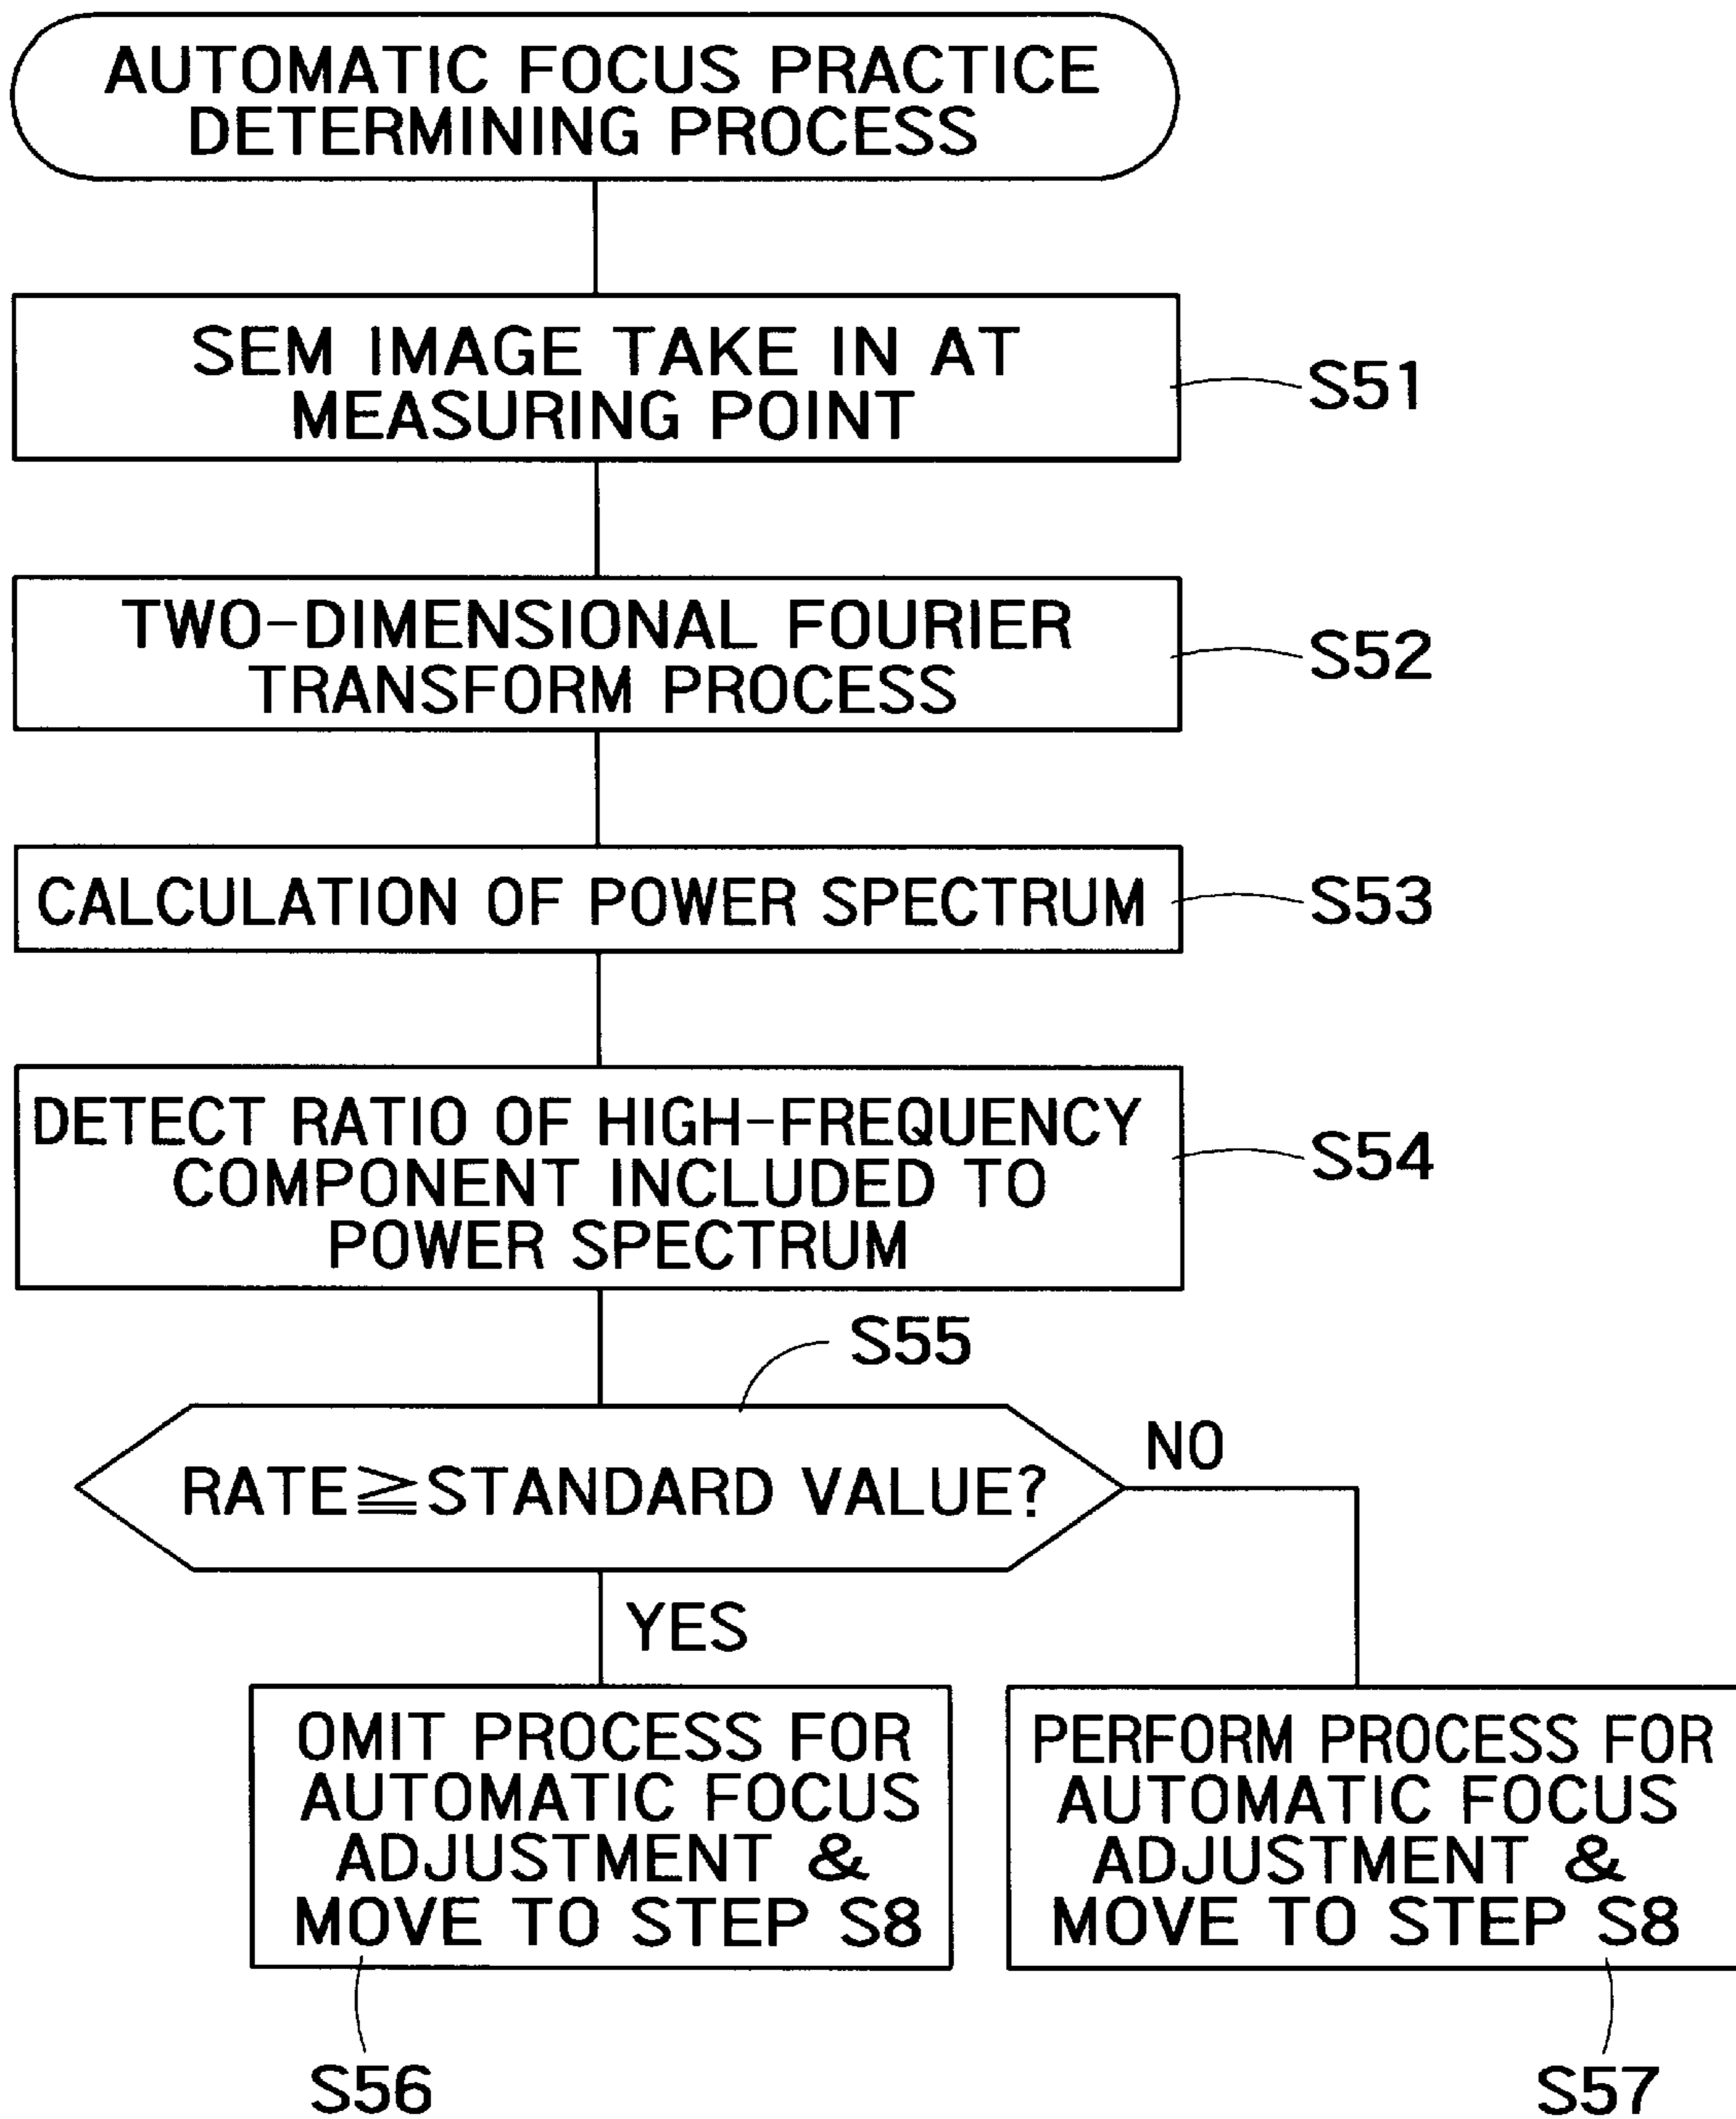 AUTOMATIC FOCUS PRACTICE
DETERMINING PROCESS
SEM IMAGE TAKE IN AT
MEASURING POINT
S51
TWO-DIMENSIONAL FOURIER
TRANSFORM PROCESS
S52
CALCULATION OF POWER SPECTRUM
S53
DETECT RATIO OF HIGH-FREQUENCY
COMPONENT INCLUDED TO
POWER SPECTRUM
S54
S55
RATE≧STANDARD VALUE?
NO
YES
OMIT PROCESS FOR
AUTOMATIC FOCUS
ADJUSTMENT &
MOVE TO STEP S8
S56
PERFORM PROCESS FOR
AUTOMATIC FOCUS
ADJUSTMENT &
MOVE TO STEP S8
S57